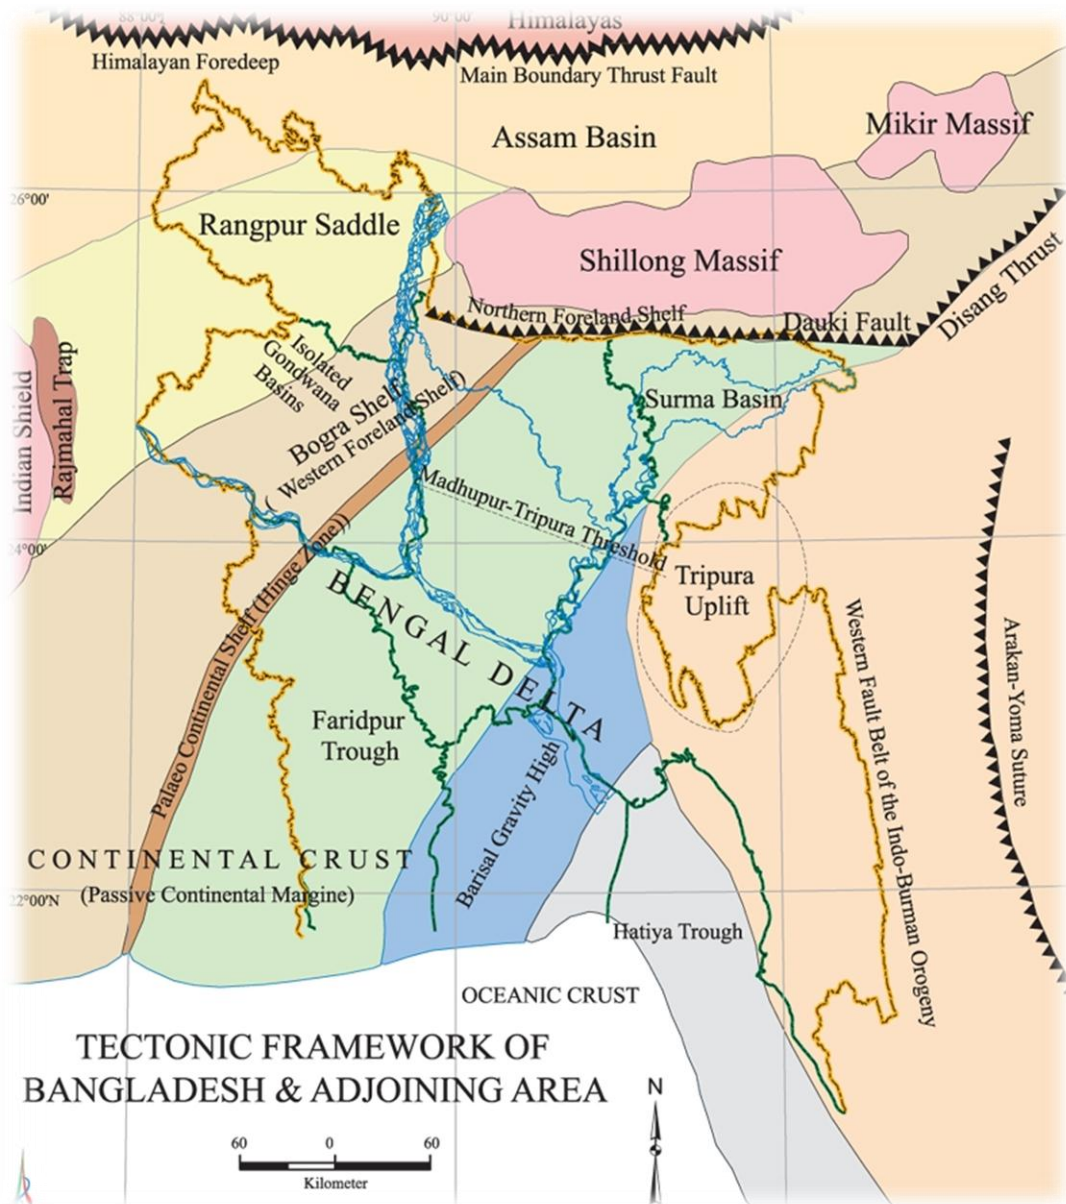 88°00'
90°00'
Himalayas
Himalayan Foredeep
Main Boundary Thrust Fault
Assam Basin
Mikir Massif
26°00'
Rangpur Saddle
Shillong Massif
Disang Thrust
Northern Foreland Shelf
Dauki Fault
Indian Shield
Rajmahal Trap
Isolated
Gondwana
Basins
Bogra Shelf
( Western Foreland Shelf)
Surma Basin
Madhupur-Tripura Threshold
24°00'
Palaeo Continental Shelf (Hinge Zone))
Tripura
Uplift
BENGAL DELTA
Faridpur
Trough
Barisal Gravity High
Western Fault Belt of the Indo-Burman Orogeny
Arakan-Yoma Suture
CONTINENTAL CRUST
(Passive Continental Margine)
22°00'N
Hatiya Trough
OCEANIC CRUST
TECTONIC FRAMEWORK OF
BANGLADESH & ADJOINING AREA
N
60 0 60
Kilometer